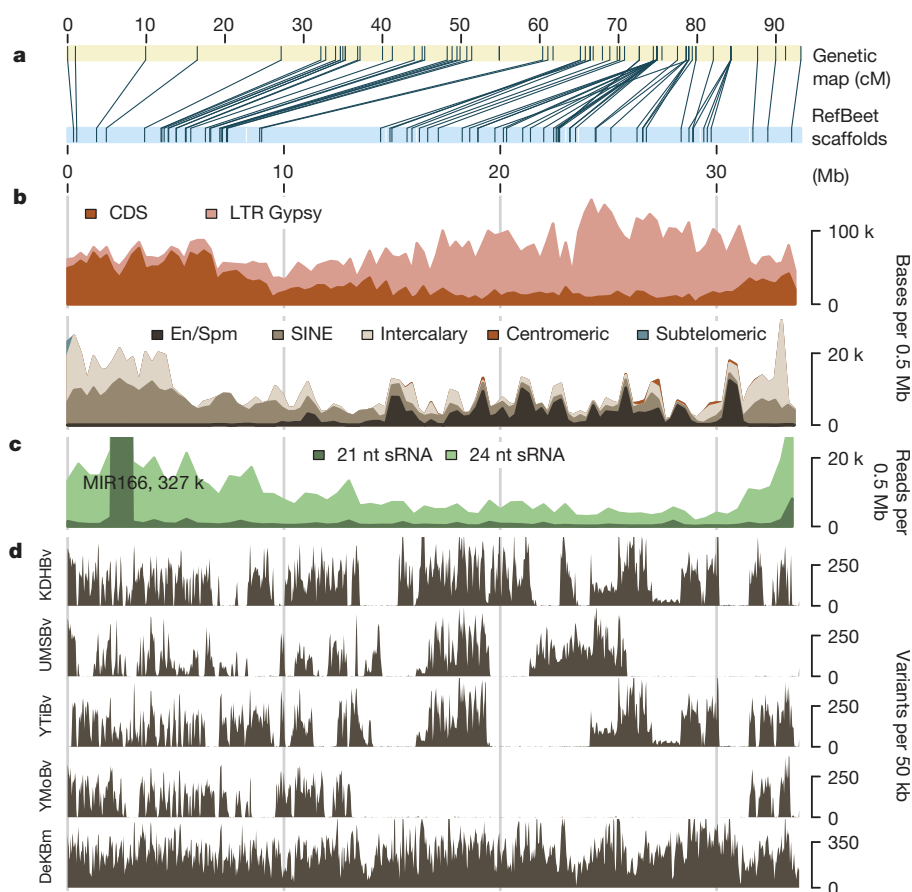 0 10 20 30 40 50 60 70 80 90
a
Genetic
map (cM)
RefBeet
scaffolds
0 10 20 30 (Mb)
b
CDS LTR Gypsy
100 k
0
Bases per 0.5 Mb
En/Spm SINE Intercalary Centromeric Subtelomeric
20 k
0
c
21 nt sRNA 24 nt sRNA
MIR166, 327 k
20 k
0
Reads per
0.5 Mb
d
KDHBv
250
0
UMSBv
250
0
YTiBv
250
0
YMoBv
250
0
DeKBm
350
0
Variants per 50 kb